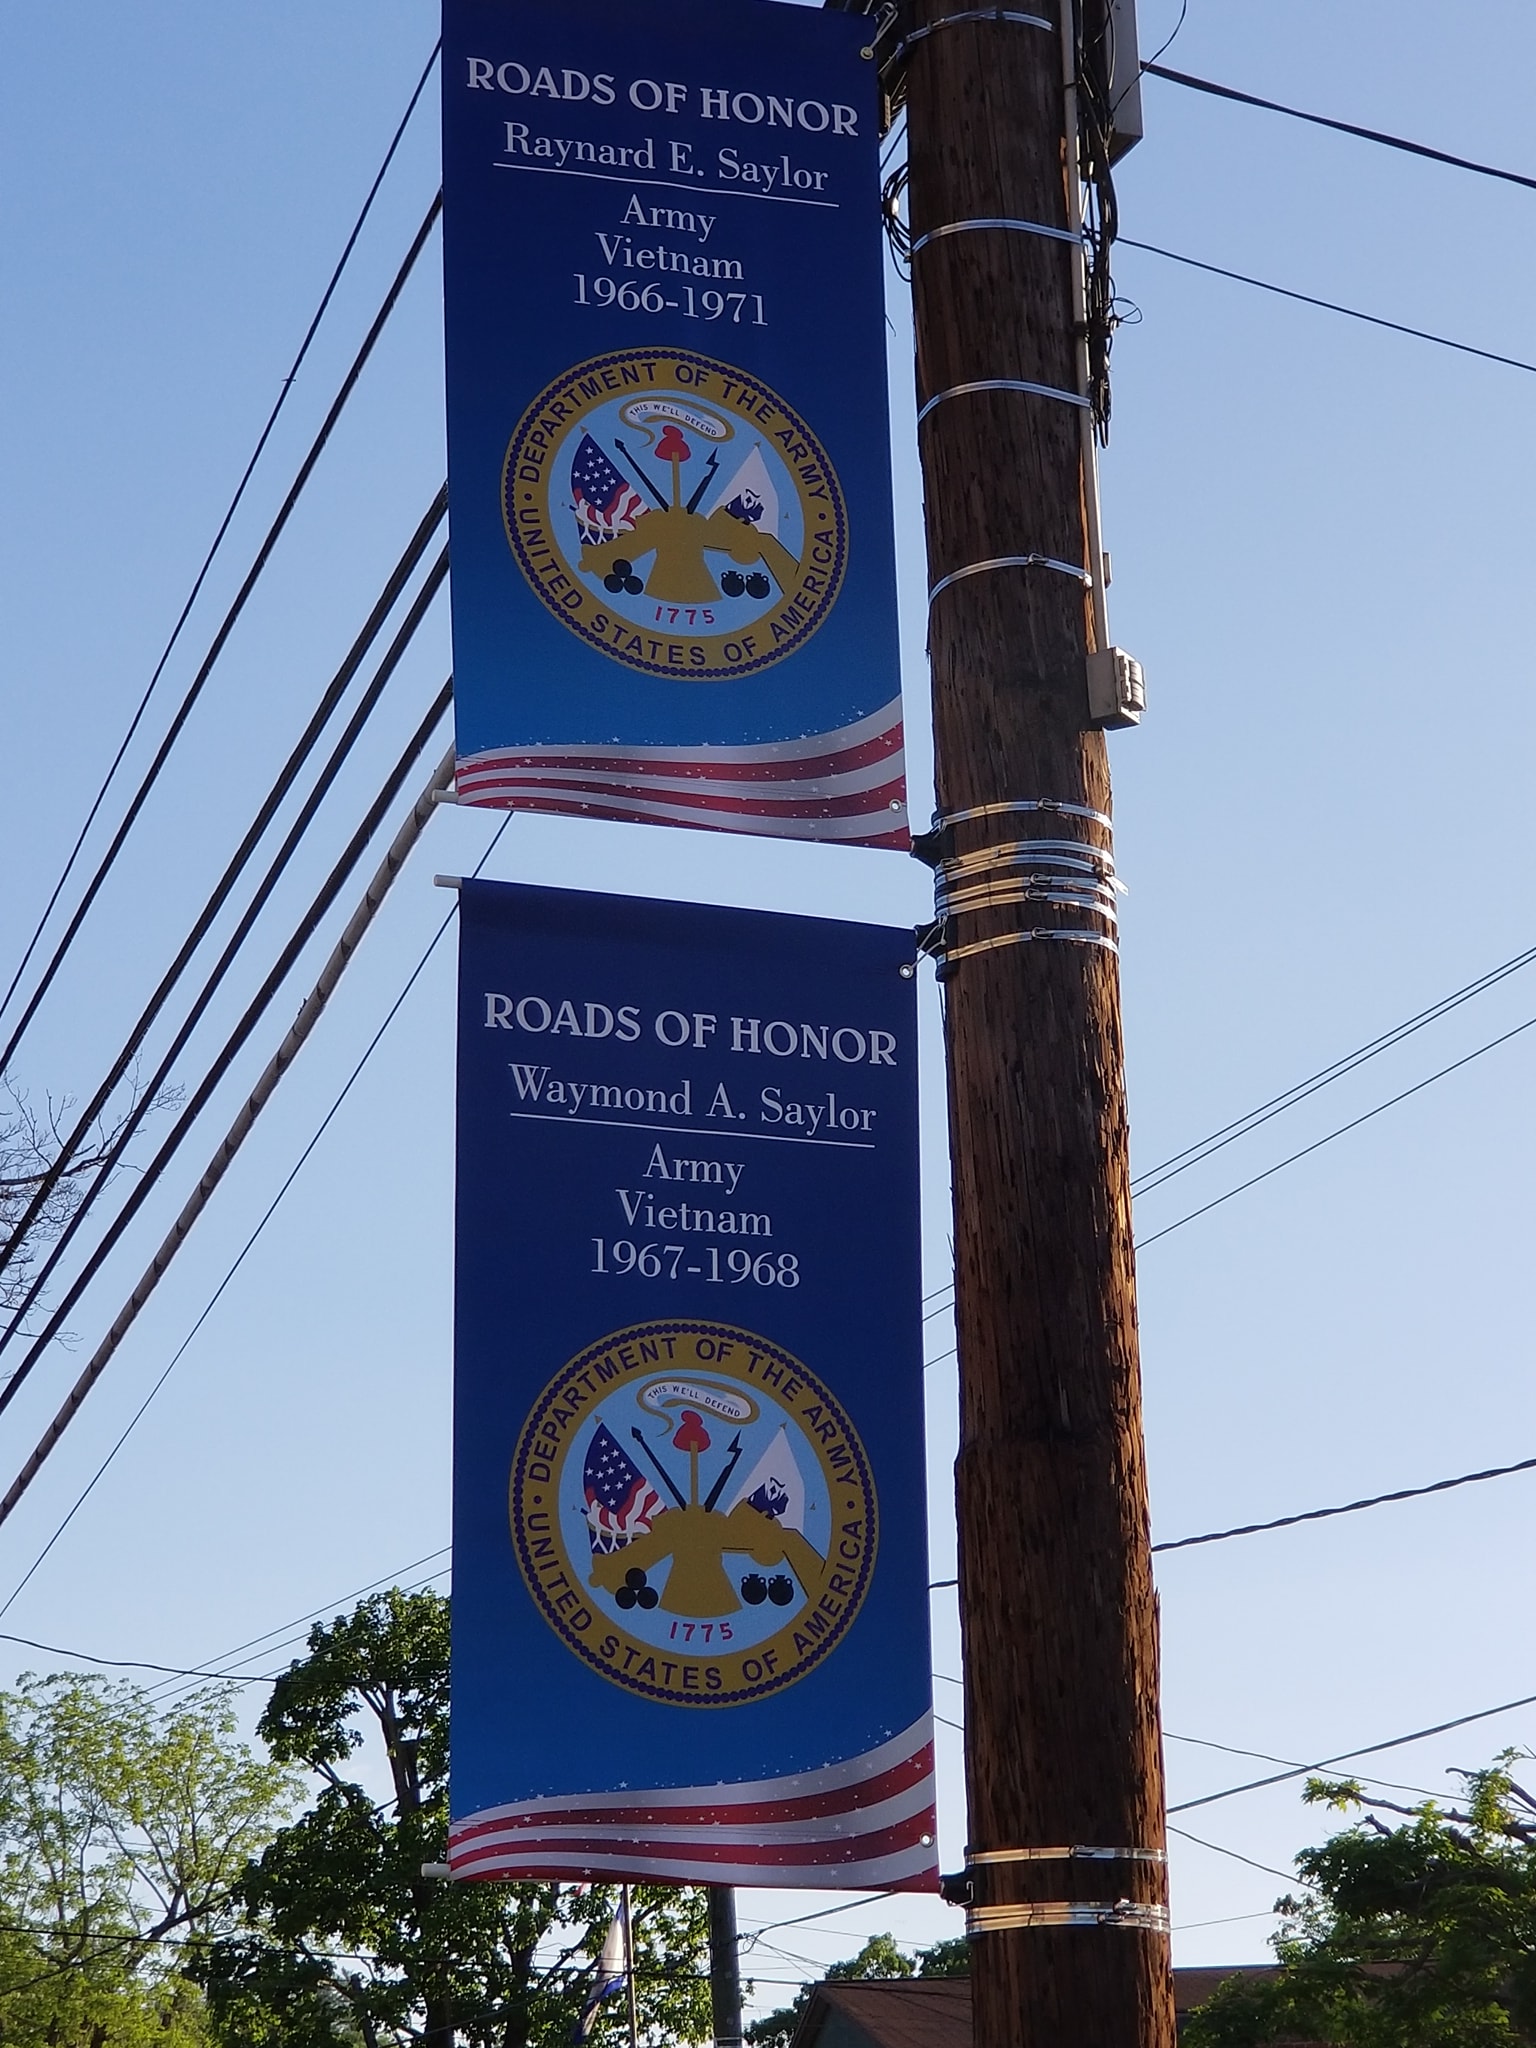 ROADS OF HONOR
Raynard E. Saylor
Army
Vietnam
1966-1971
DEPARTMENT OF THE ARMY
THIS WE'LL DEFEND
1775
UNITED STATES OF AMERICA
ROADS OF HONOR
Waymond A. Saylor
Army
Vietnam
1967-1968
DEPARTMENT OF THE ARMY
THIS WE'LL DEFEND
1775
UNITED STATES OF AMERICA